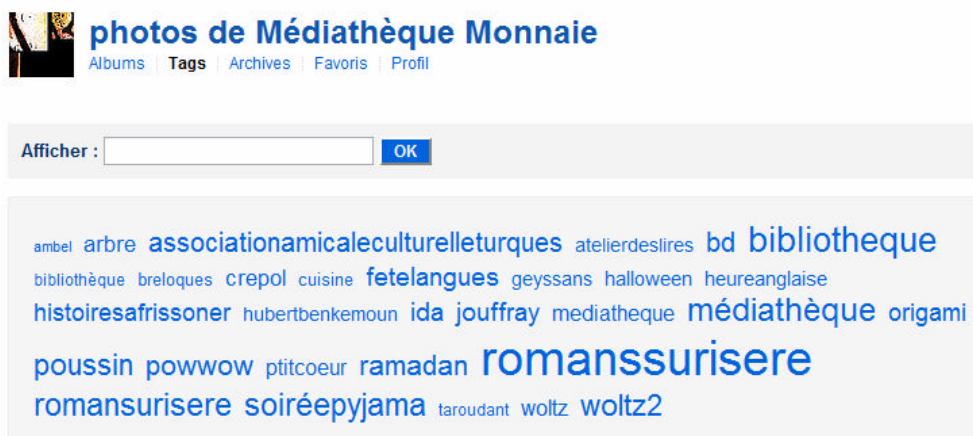 photos de Médiathèque Monnaie
Albums Tags Archives Favoris Profil
Afficher : OK
ambel arbre associationamicaleculturelleturques atelierdeslires bd bibliotheque
bibliothèque breloques crepol cuisine fetelangues geyssans halloween heureanglaise
histoiresafrissoner hubertbenkemoun ida jouffray mediatheque médiathèque origami
poussin powwow ptitcoeur ramadan romanssurisere
romansurisere soiréepyjama taroudant woltz woltz2